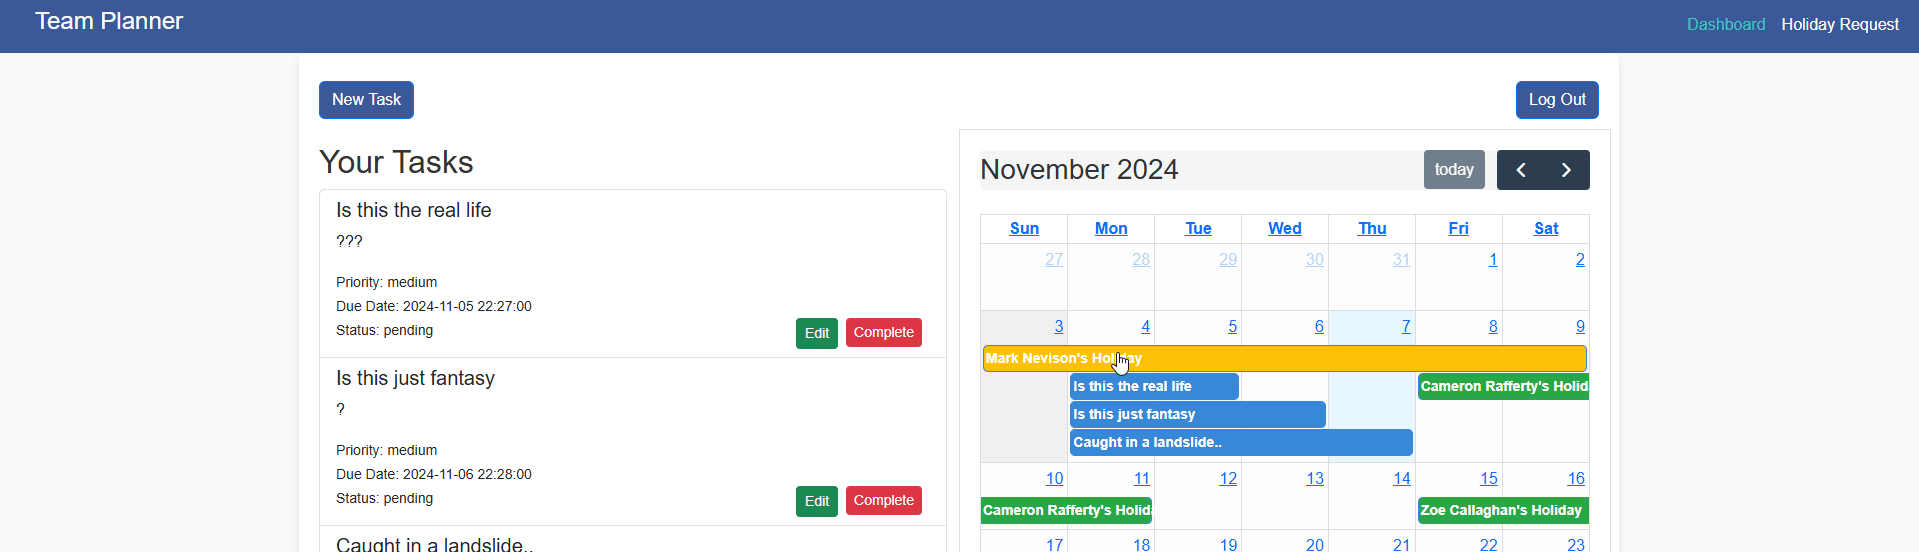 Team Planner
Dashboard Holiday Request
New Task
Log Out
Your Tasks
Is this the real life
???
Priority: medium
Due Date: 2024-11-05 22:27:00
Status: pending
Edit Complete
Is this just fantasy
?
Priority: medium
Due Date: 2024-11-06 22:28:00
Status: pending
Edit Complete
Caught in a landslide..
November 2024
today
Sun Mon Tue Wed Thu Fri Sat
27 28 29 30 31 1 2
3 4 5 6 7 8 9
Mark Nevison's Holiday
Is this the real life
Cameron Rafferty's Holid
Is this just fantasy
Caught in a landslide..
10 11 12 13 14 15 16
Cameron Rafferty's Holid
Zoe Callaghan's Holiday
17 18 19 20 21 22 23